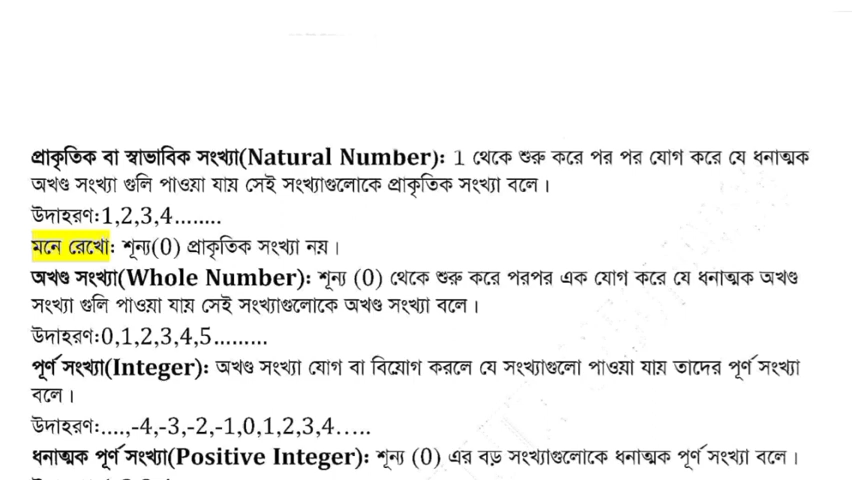 প্রাকৃতিক বা স্বাভাবিক সংখ্যা(Natural Number): 1 থেকে শুরু করে পর পর যোগ করে যে ধনাত্মক
অখণ্ড সংখ্যা গুলি পাওয়া যায় সেই সংখ্যাগুলোকে প্রাকৃতিক সংখ্যা বলে।
উদাহরণ:1,2,3,4........
মনে রেখো: শূন্য(0) প্রাকৃতিক সংখ্যা নয়।
অখণ্ড সংখ্যা(Whole Number): শূন্য (0) থেকে শুরু করে পরপর এক যোগ করে যে ধনাত্মক অখণ্ড
সংখ্যা গুলি পাওয়া যায় সেই সংখ্যাগুলোকে অখণ্ড সংখ্যা বলে।
উদাহরণ:0,1,2,3,4,5.........
পূর্ণ সংখ্যা(Integer): অখণ্ড সংখ্যা যোগ বা বিয়োগ করলে যে সংখ্যাগুলো পাওয়া যায় তাদের পূর্ণ সংখ্যা
বলে।
উদাহরণ:....,-4,-3,-2,-1,0,1,2,3,4.....
ধনাত্মক পূর্ণ সংখ্যা(Positive Integer): শূন্য (0) এর বড় সংখ্যাগুলোকে ধনাত্মক পূর্ণ সংখ্যা বলে।